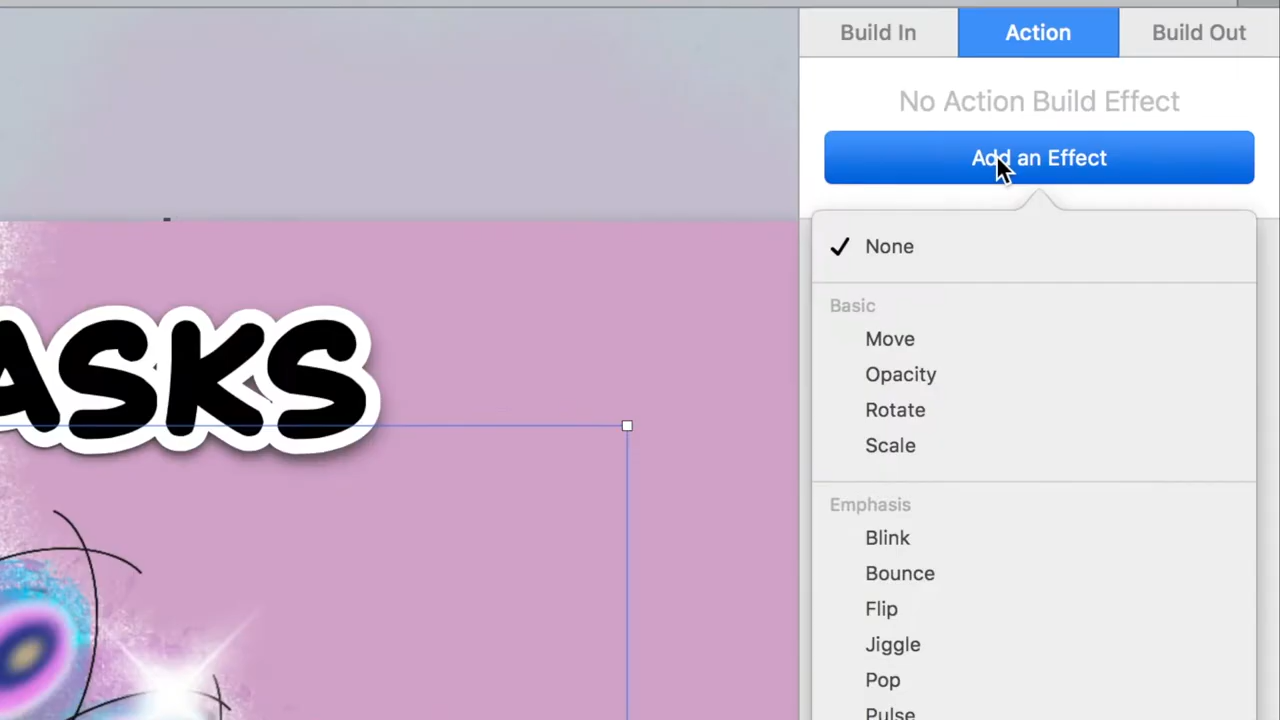 Build In
Action
Build Out
No Action Build Effect
Add an Effect
None
Basic
Move
Opacity
Rotate
Scale
Emphasis
Blink
Bounce
Flip
Jiggle
Pop
Pulse
ASKS